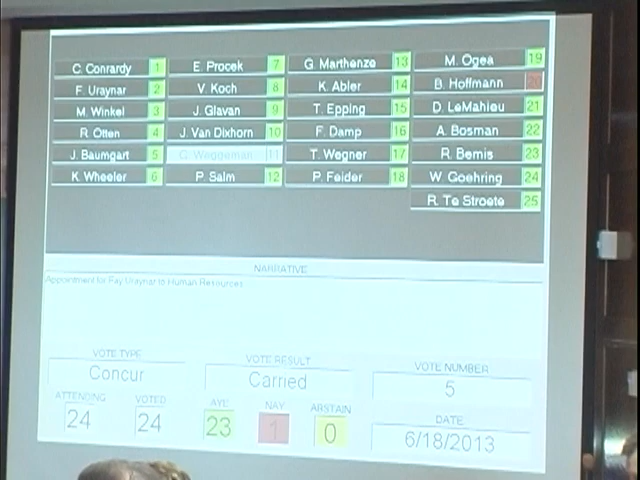 C. Conrardy 1 E. Procek 7 G. Marthenze 13 M. Ogea 19
F. Uraynar 2 V. Koch 8 K. Abler 14 B. Hoffmann 20
M. Winkel 3 J. Glavan 9 T. Epping 15 D. LeMahieu 21
R. Otten 4 J. Van Dixhorn 10 F. Damp 16 A. Bosman 22
J. Baumgart 5 G. Weggeman 11 T. Wegner 17 R. Bemis 23
K. Wheeler 6 P. Salm 12 P. Feider 18 W. Goehring 24
R. Te Stroete 25
NARRATIVE
Appointment for Fay Uraynar to Human Resources
VOTE TYPE VOTE RESULT VOTE NUMBER
Concur Carried 5
ATTENDING VOTED AYE NAY ABSTAIN DATE
24 24 23 1 0 6/18/2013